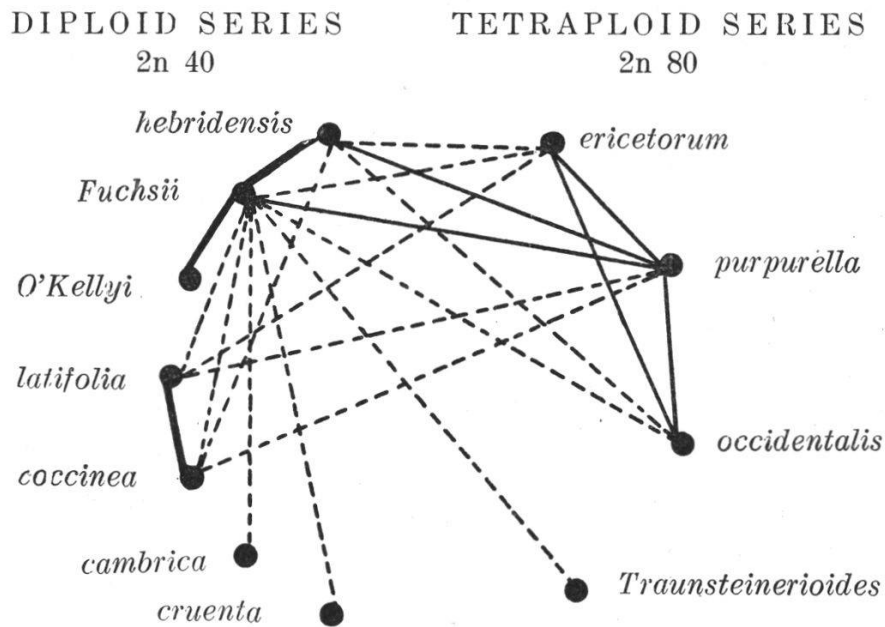 DIPLOID SERIES
2n 40
TETRAPLOID SERIES
2n 80
hebridensis
ericetorum
Fuchsii
purpurella
O'Kellyi
latifolia
occidentalis
coccinea
cambrica
Traunsteinerioides
cruenta